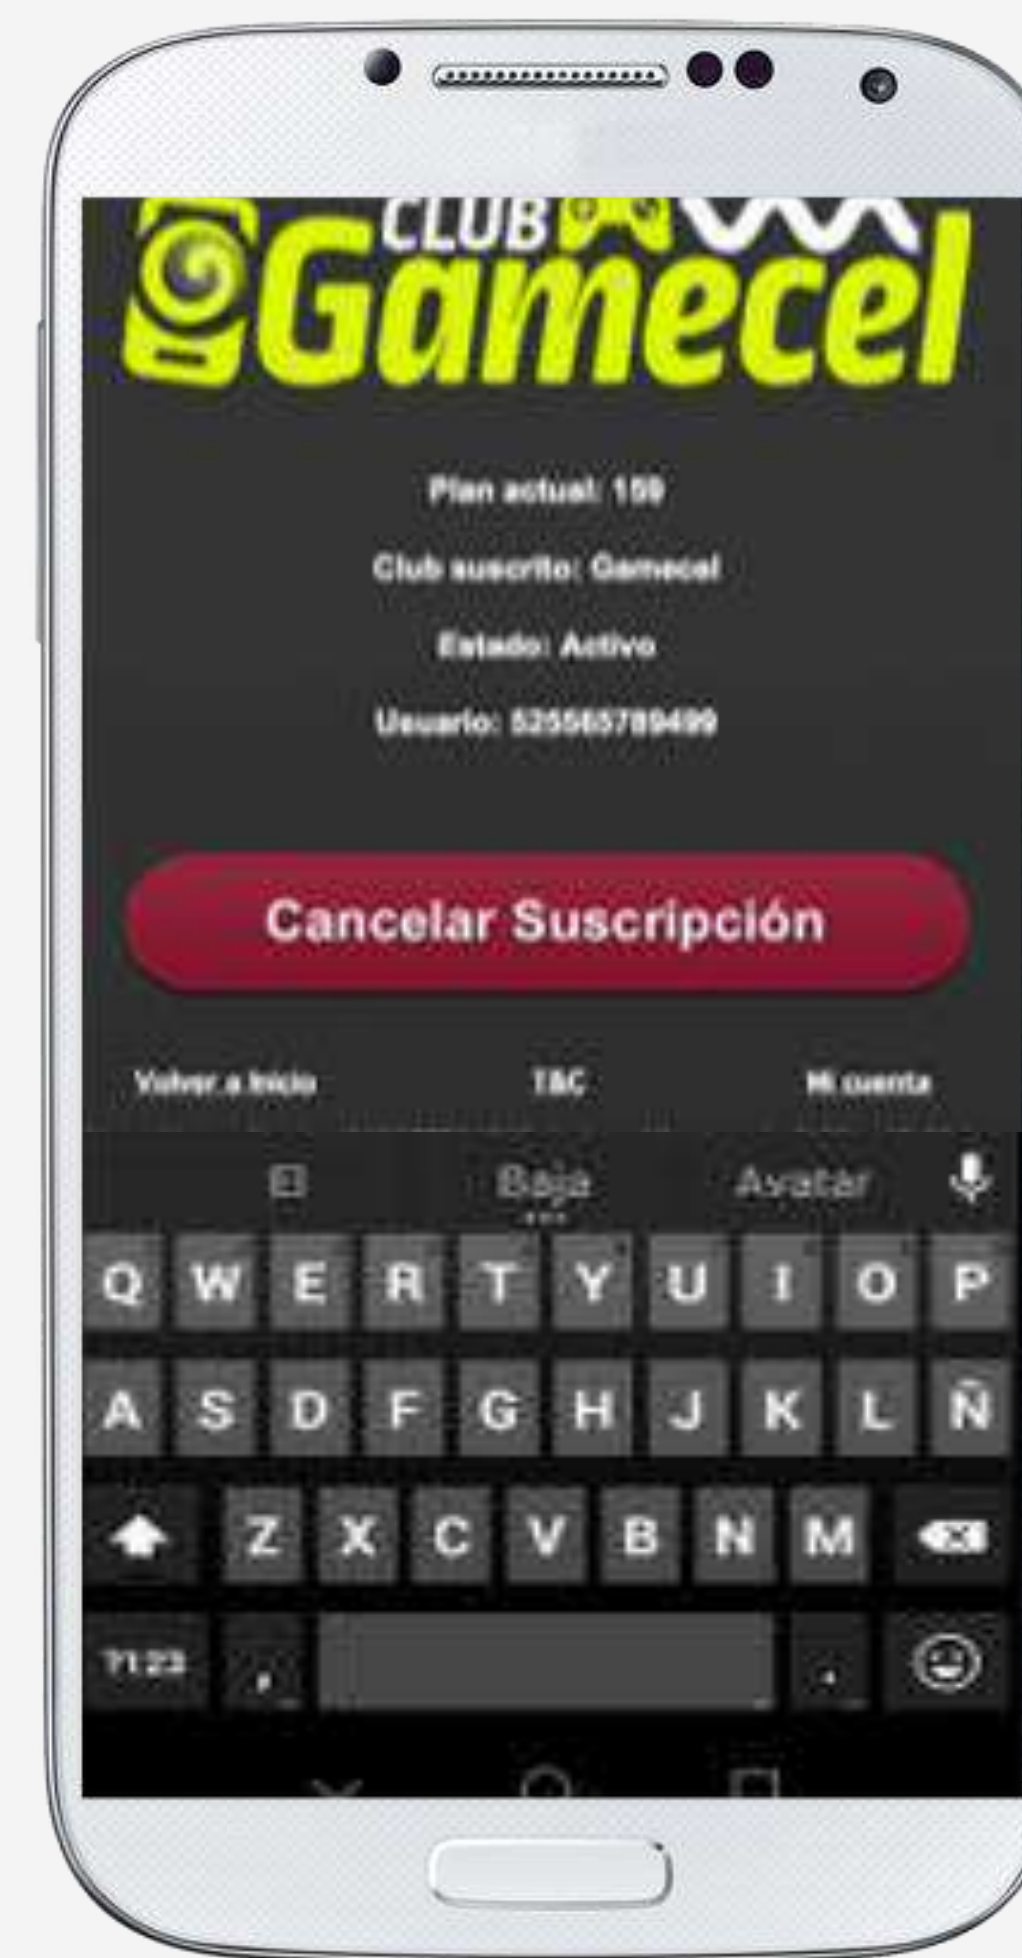 CLUB
Gamecel
Plan actual: 159
Club suscrito: Gamecel
Estado: Activo
Usuario: 525565789499
Cancelar Suscripción
Volver a Inicio T&C Mi cuenta
El Baja Avatar
Q W E R T Y U I O P
A S D F G H J K L Ñ
Z X C V B N M
?123 , .